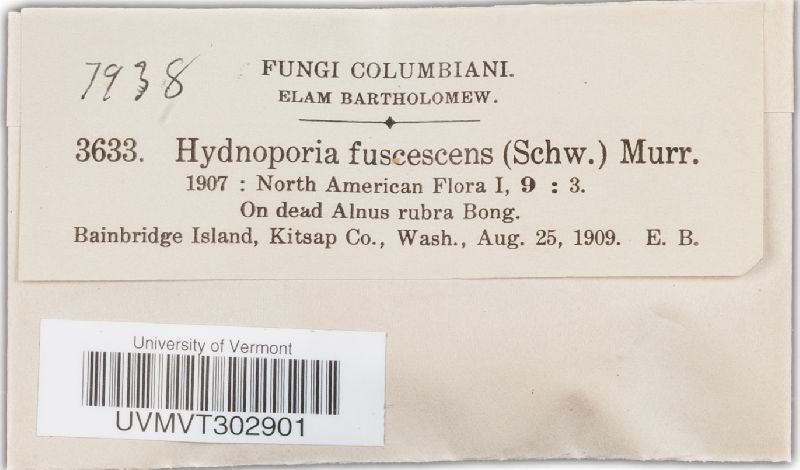 7938
FUNGI COLUMBIANI.
ELAM BARTHOLOMEW.
3633. Hydnoporia fuscescens (Schw.) Murr.
1907 : North American Flora I, 9 : 3.
On dead Alnus rubra Bong.
Bainbridge Island, Kitsap Co., Wash., Aug. 25, 1909. E. B.
University of Vermont
UVMVT302901